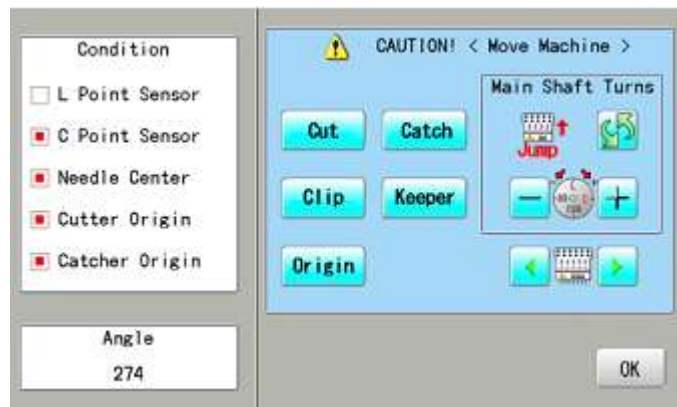 Condition
L Point Sensor
C Point Sensor
Needle Center
Cutter Origin
Catcher Origin
Angle
274
CAUTION! < Move Machine >
Main Shaft Turns
Cut
Catch
Jump
Clip
Keeper
Origin
OK